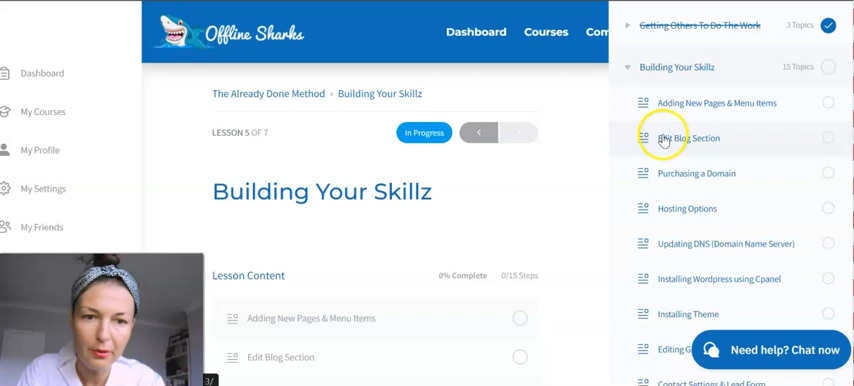 Offline Sharks
Dashboard
Courses
Com
Dashboard
My Courses
My Profile
My Settings
My Friends
The Already Done Method › Building Your Skillz
LESSON 5 OF 7
In Progress
Building Your Skillz
Lesson Content
0% Complete
0/15 Steps
Adding New Pages & Menu Items
Edit Blog Section
3/
Getting Others To Do The Work
3 Topics
Building Your Skillz
15 Topics
Adding New Pages & Menu Items
Edit Blog Section
Purchasing a Domain
Hosting Options
Updating DNS (Domain Name Server)
Installing Wordpress using Cpanel
Installing Theme
Editing G
Contact Settings & Lead Form
Need help? Chat now